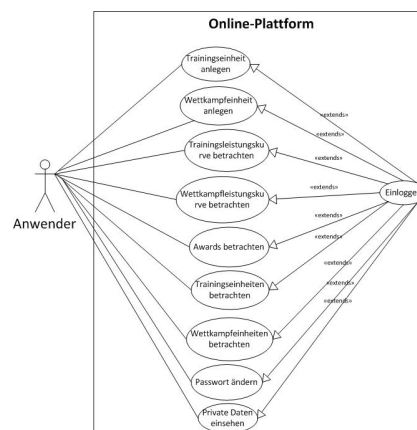 Online-Plattform
Trainingseinheit
anlegen
Wettkampfeinheit
anlegen
«extends»
«extends»
Trainingsleistungsku
rve betrachten
«extends»
Wettkampfleistungsku
rve betrachten
«extends»
Einlogge
Anwender
«extends»
Awards betrachten
«extends»
Trainingseinheiten
betrachten
«extends»
«extends»
Wettkampfeinheiten
betrachten
«extends»
Passwort ändern
Private Daten
einsehen